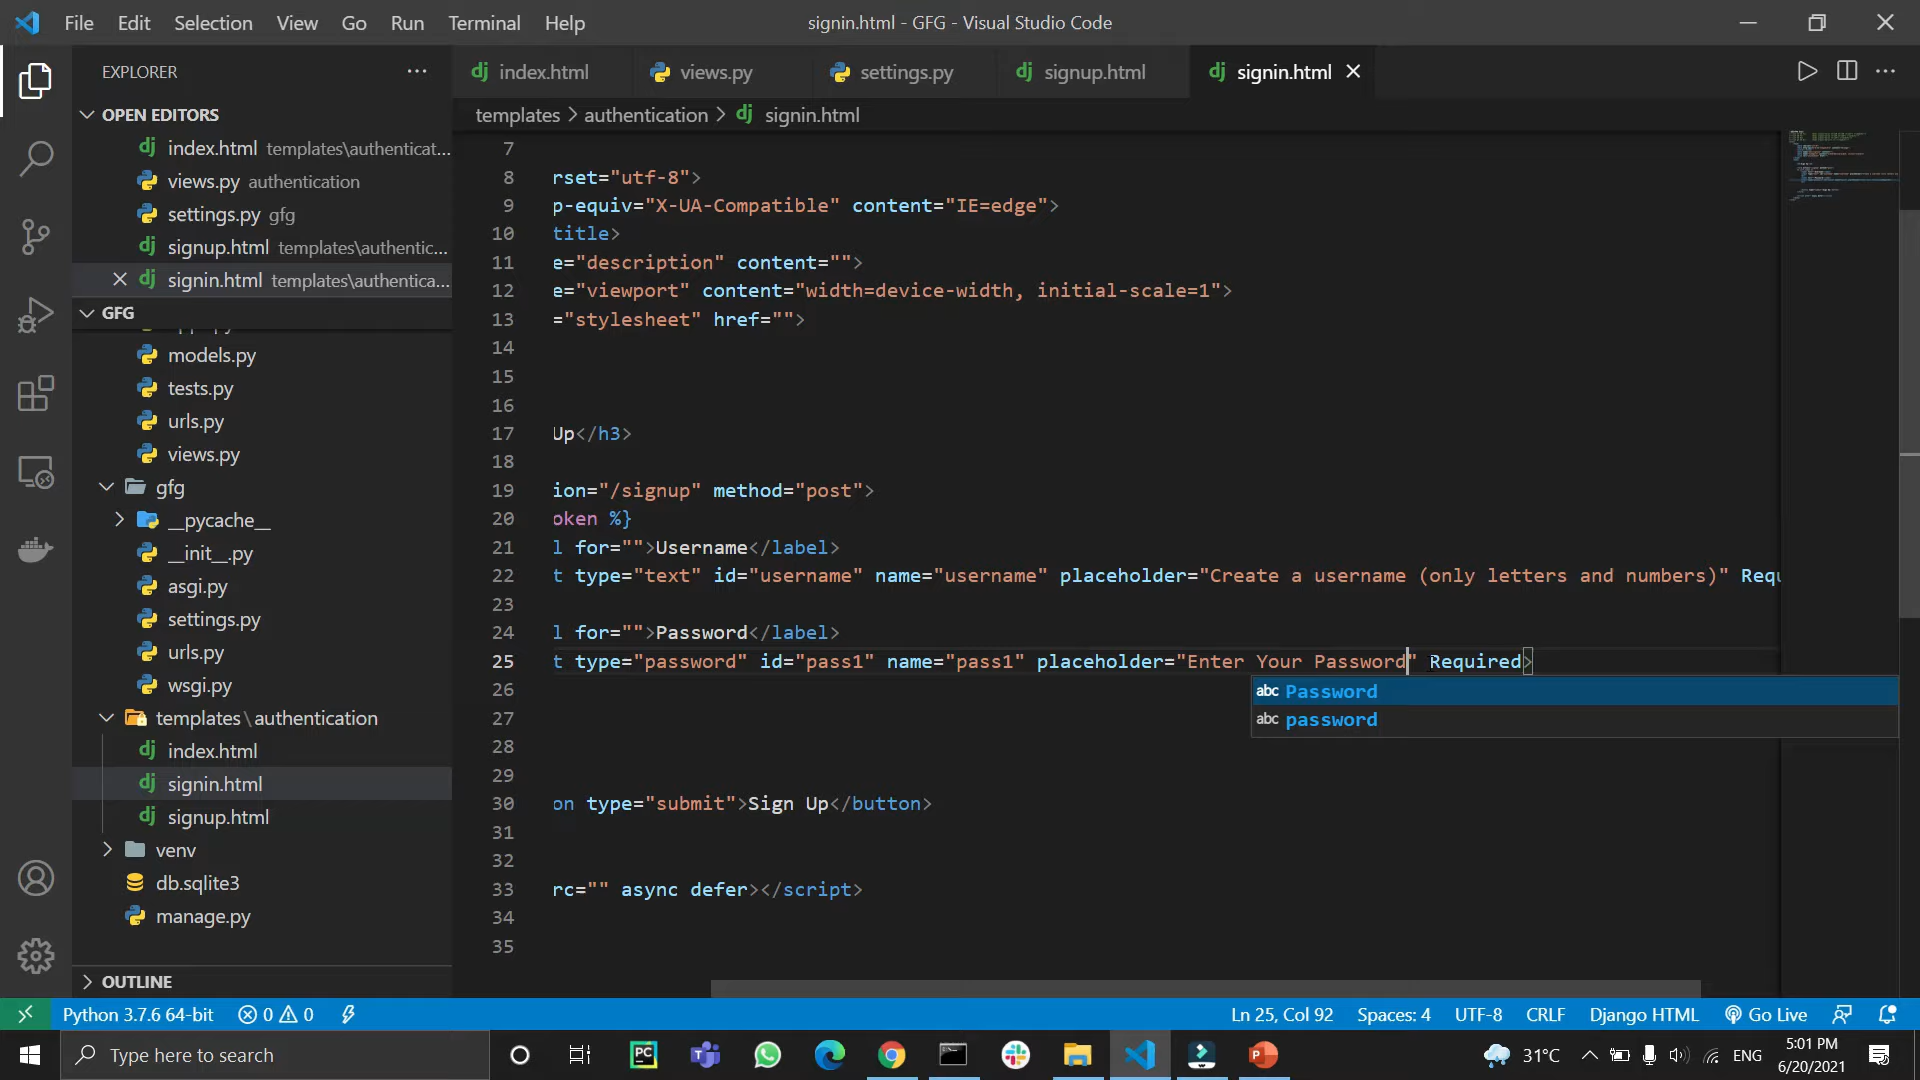 File Edit Selection View Go Run Terminal Help
signin.html - GFG - Visual Studio Code
EXPLORER
index.html
views.py
settings.py
signup.html
signin.html
OPEN EDITORS
index.html templates\authenticat...
views.py authentication
settings.py gfg
signup.html templates\authentic...
signin.html templates\authentica...
GFG
models.py
tests.py
urls.py
views.py
gfg
__pycache__
__init__.py
asgi.py
settings.py
urls.py
wsgi.py
templates\authentication
index.html
signin.html
signup.html
venv
db.sqlite3
manage.py
OUTLINE
templates > authentication > signin.html
7
8 rset="utf-8">
9 p-equiv="X-UA-Compatible" content="IE=edge">
10 title>
11 e="description" content="">
12 e="viewport" content="width=device-width, initial-scale=1">
13 ="stylesheet" href="">
14
15
16
17 Up</h3>
18
19 ion="/signup" method="post">
20 oken %}
21 l for="">Username</label>
22 t type="text" id="username" name="username" placeholder="Create a username (only letters and numbers)" Requ
23
24 l for="">Password</label>
25 t type="password" id="pass1" name="pass1" placeholder="Enter Your Password" Required>
abc Password
abc password
26
27
28
29
30 on type="submit">Sign Up</button>
31
32
33 rc="" async defer></script>
34
35
Python 3.7.6 64-bit
0 0
Ln 25, Col 92
Spaces: 4
UTF-8
CRLF
Django HTML
Go Live
Type here to search
31°C
ENG
5:01 PM
6/20/2021